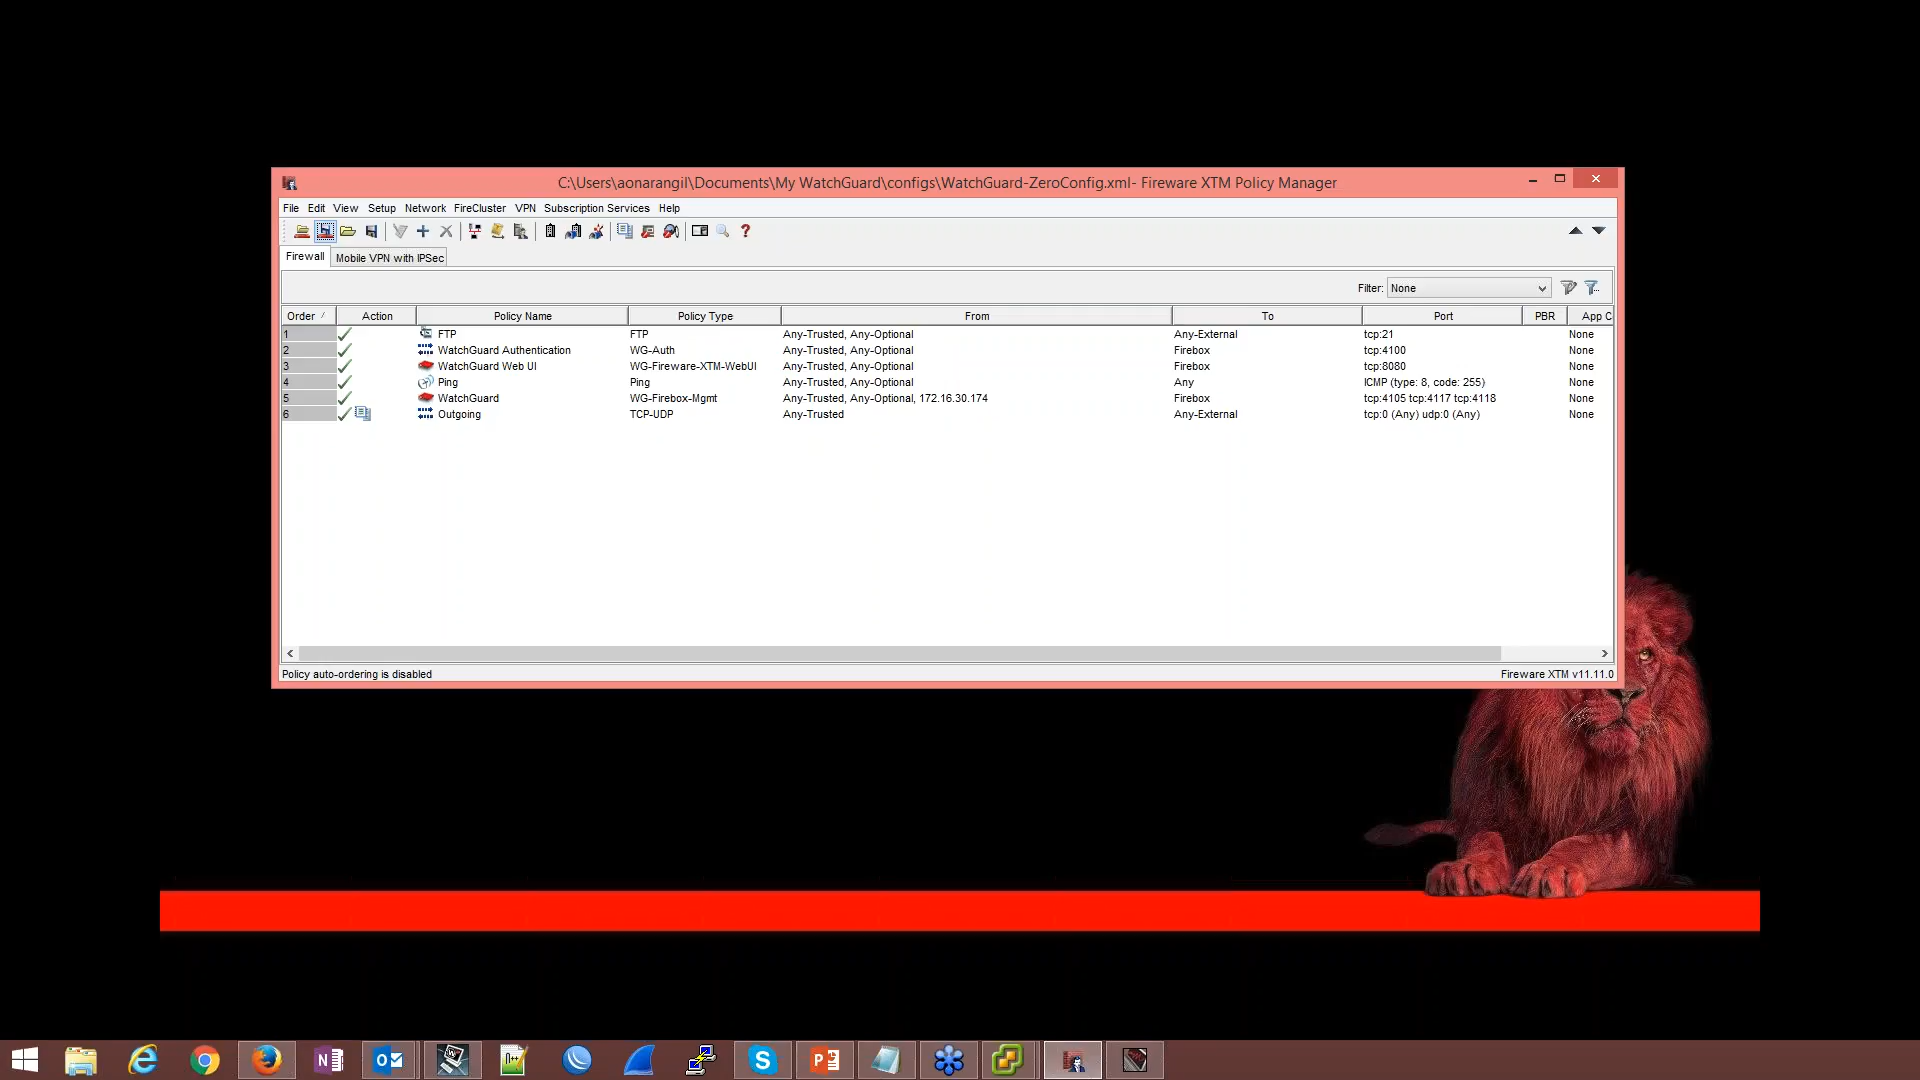 C:\Users\aonarangil\Documents\My WatchGuard\configs\WatchGuard-ZeroConfig.xml- Fireware XTM Policy Manager
File Edit View Setup Network FireCluster VPN Subscription Services Help
Firewall Mobile VPN with IPSec
Filter: None
Order Action Policy Name Policy Type From To Port PBR App C
1 FTP FTP Any-Trusted, Any-Optional Any-External tcp:21 None
2 WatchGuard Authentication WG-Auth Any-Trusted, Any-Optional Firebox tcp:4100 None
3 WatchGuard Web UI WG-Fireware-XTM-WebUI Any-Trusted, Any-Optional Firebox tcp:8080 None
4 Ping Ping Any-Trusted, Any-Optional Any ICMP (type: 8, code: 255) None
5 WatchGuard WG-Firebox-Mgmt Any-Trusted, Any-Optional, 172.16.30.174 Firebox tcp:4105 tcp:4117 tcp:4118 None
6 Outgoing TCP-UDP Any-Trusted Any-External tcp:0 (Any) udp:0 (Any) None
Policy auto-ordering is disabled Fireware XTM v11.11.0